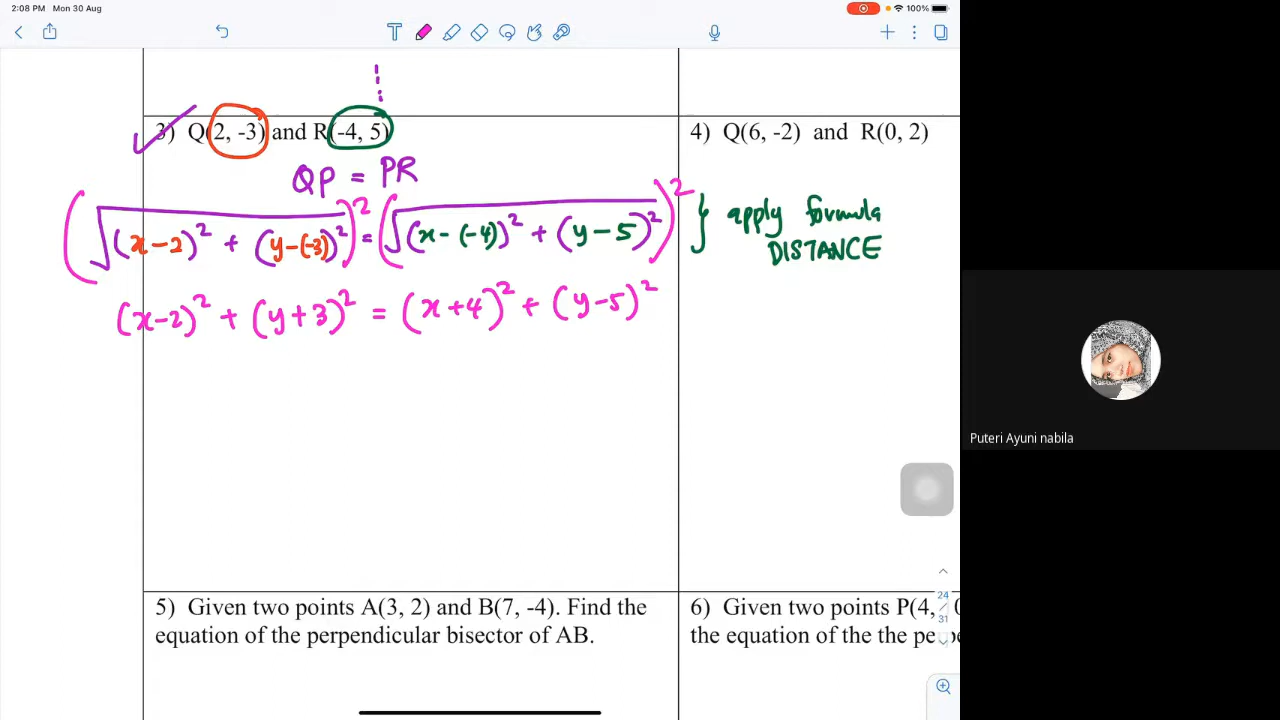 2:08 PM Mon 30 Aug
100%
T
3) Q(2, -3) and R(-4, 5)
4) Q(6, -2) and R(0, 2)
QP = PR
(√(x-2)² + (y-(-3))²)² = (√(x-(-4))² + (y-5)²)² } apply formula
DISTANCE
(x-2)² + (y+3)² = (x+4)² + (y-5)²
Puteri Ayuni nabila
24
31
5) Given two points A(3, 2) and B(7, -4). Find the
equation of the perpendicular bisector of AB.
6) Given two points P(4,
the equation of the the pe